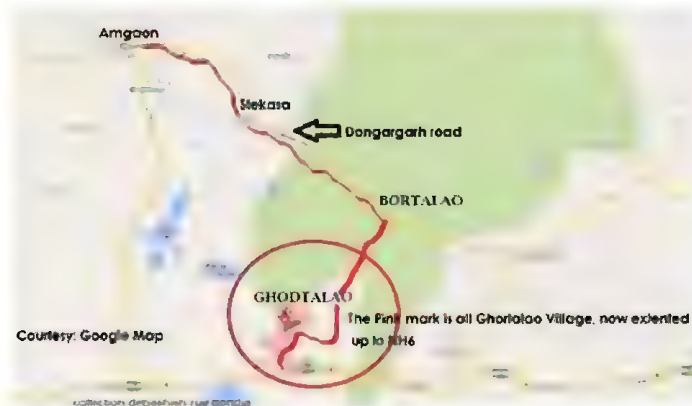 Amgaon
Slekasa
Dongargarh road
BORTALAO
GHODTALAO
The Pink mark is all Ghortalao Village, now extented
up to NH6
Courtesy: Google Map